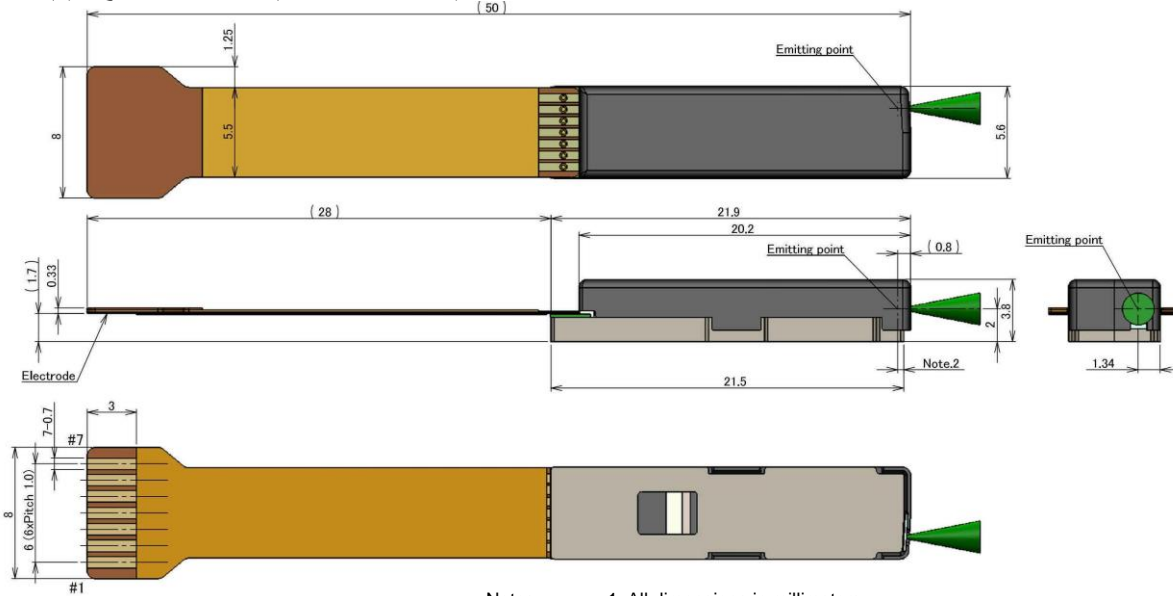 ( 50 )
1.25
Emitting point
8
5.5
5.6
( 28 )
21.9
20.2
Emitting point
( 0.8 )
Emitting point
( 1.7 )
0.33
2
3.8
Electrode
Note.2
1.34
21.5
3
7-0.7
#7
8
6 (6xPitch 1.0)
#1